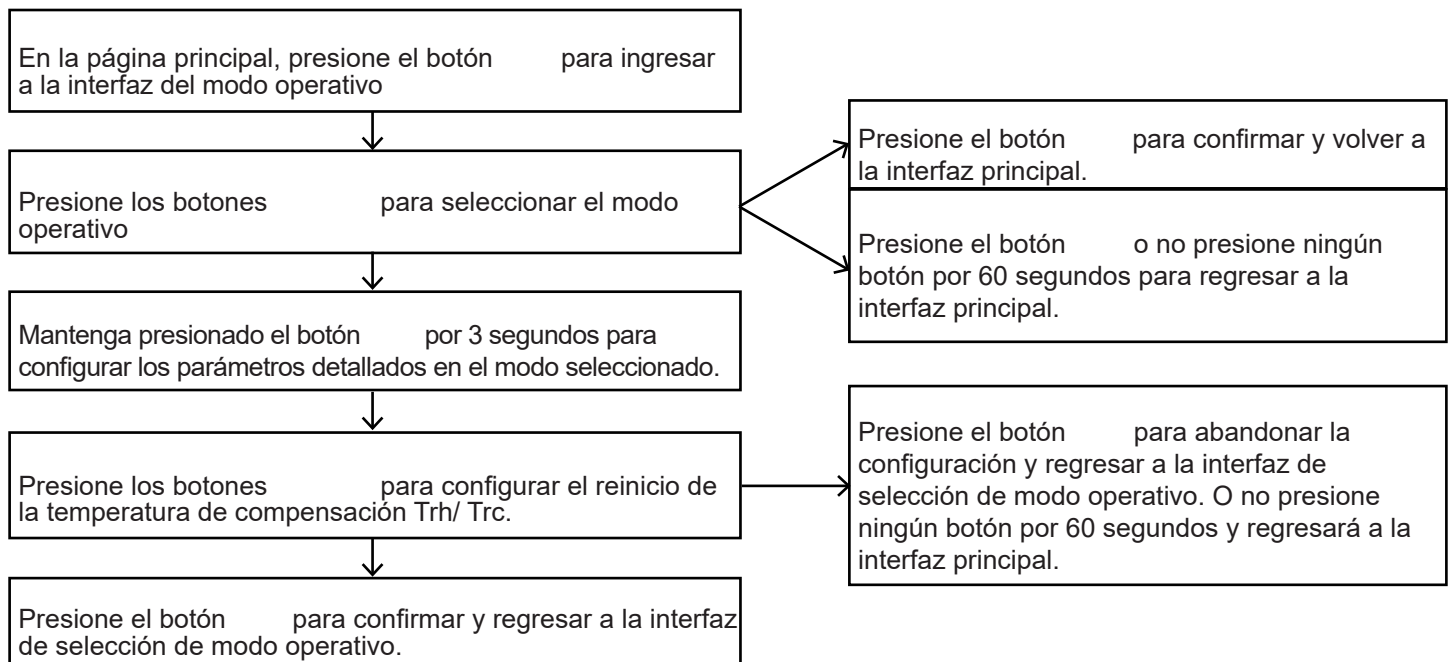 En la página principal, presione el botón para ingresar
a la interfaz del modo operativo
Presione los botones para seleccionar el modo
operativo
Mantenga presionado el botón por 3 segundos para
configurar los parámetros detallados en el modo seleccionado.
Presione los botones para configurar el reinicio de
la temperatura de compensación Trh/ Trc.
Presione el botón para confirmar y regresar a la interfaz
de selección de modo operativo.
Presione el botón para confirmar y volver a
la interfaz principal.
Presione el botón o no presione ningún
botón por 60 segundos para regresar a la
interfaz principal.
Presione el botón para abandonar la
configuración y regresar a la interfaz de
selección de modo operativo. O no presione
ningún botón por 60 segundos y regresará a la
interfaz principal.